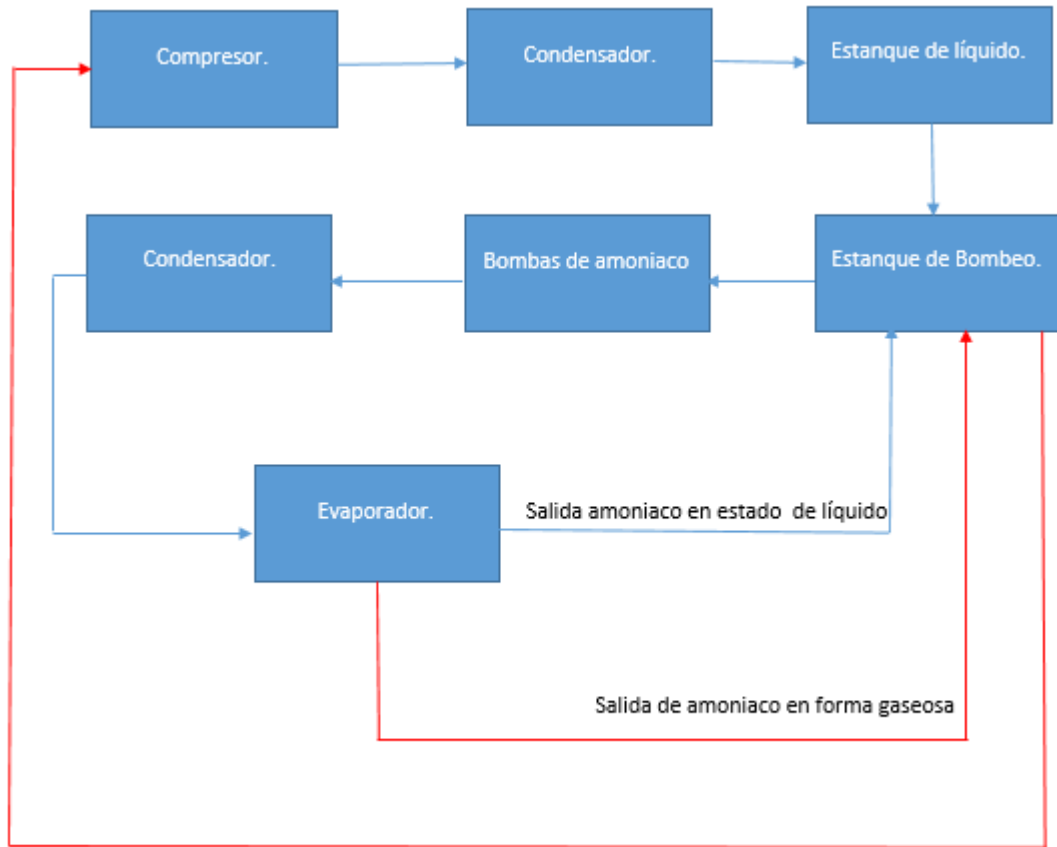 Compresor.
Condensador.
Estanque de líquido.
Condensador.
Bombas de amoniaco
Estanque de Bombeo.
Evaporador.
Salida amoniaco en estado de líquido
Salida de amoniaco en forma gaseosa